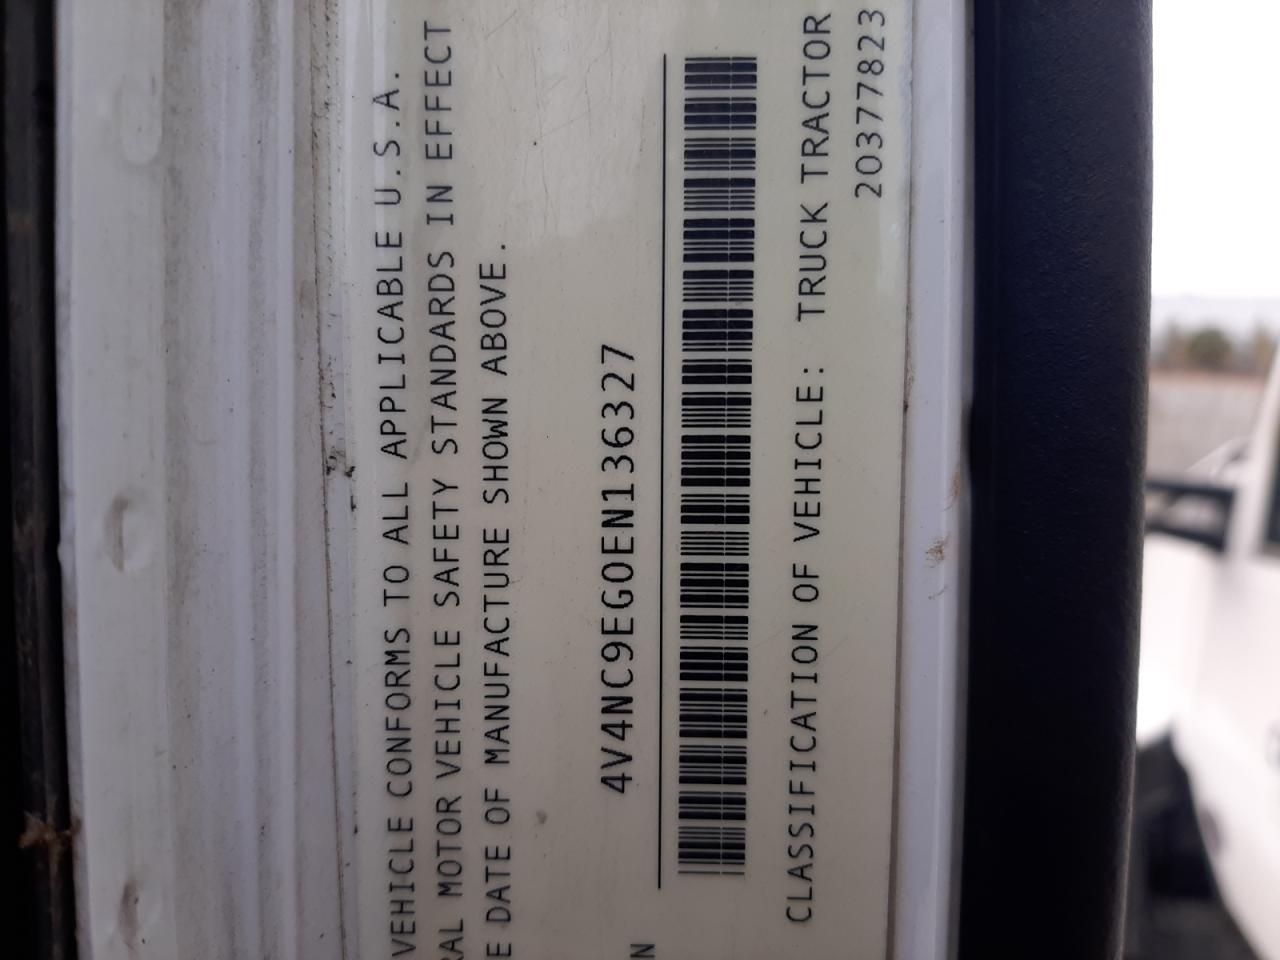 VEHICLE CONFORMS TO ALL APPLICABLE U.S.A.
RAL MOTOR VEHICLE SAFETY STANDARDS IN EFFECT
E DATE OF MANUFACTURE SHOWN ABOVE.
N
4V4NC9EG0EN136327
CLASSIFICATION OF VEHICLE: TRUCK TRACTOR
20377823